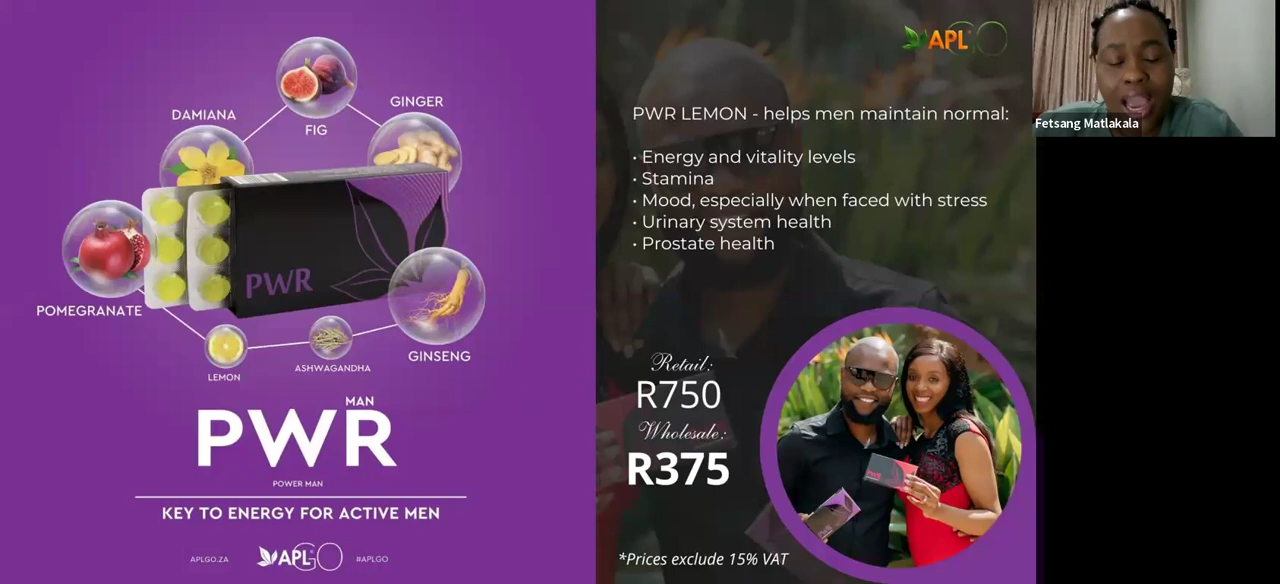 DAMIANA
FIG
GINGER
POMEGRANATE
PWR
GINSENG
LEMON
ASHWAGANDHA
MAN
PWR
POWER MAN
KEY TO ENERGY FOR ACTIVE MEN
APLGO.ZA
APLGO
#APLGO
APLGO
PWR LEMON - helps men maintain normal:
• Energy and vitality levels
• Stamina
• Mood, especially when faced with stress
• Urinary system health
• Prostate health
Retail:
R750
Wholesale:
R375
*Prices exclude 15% VAT
Fetsang Matlakala